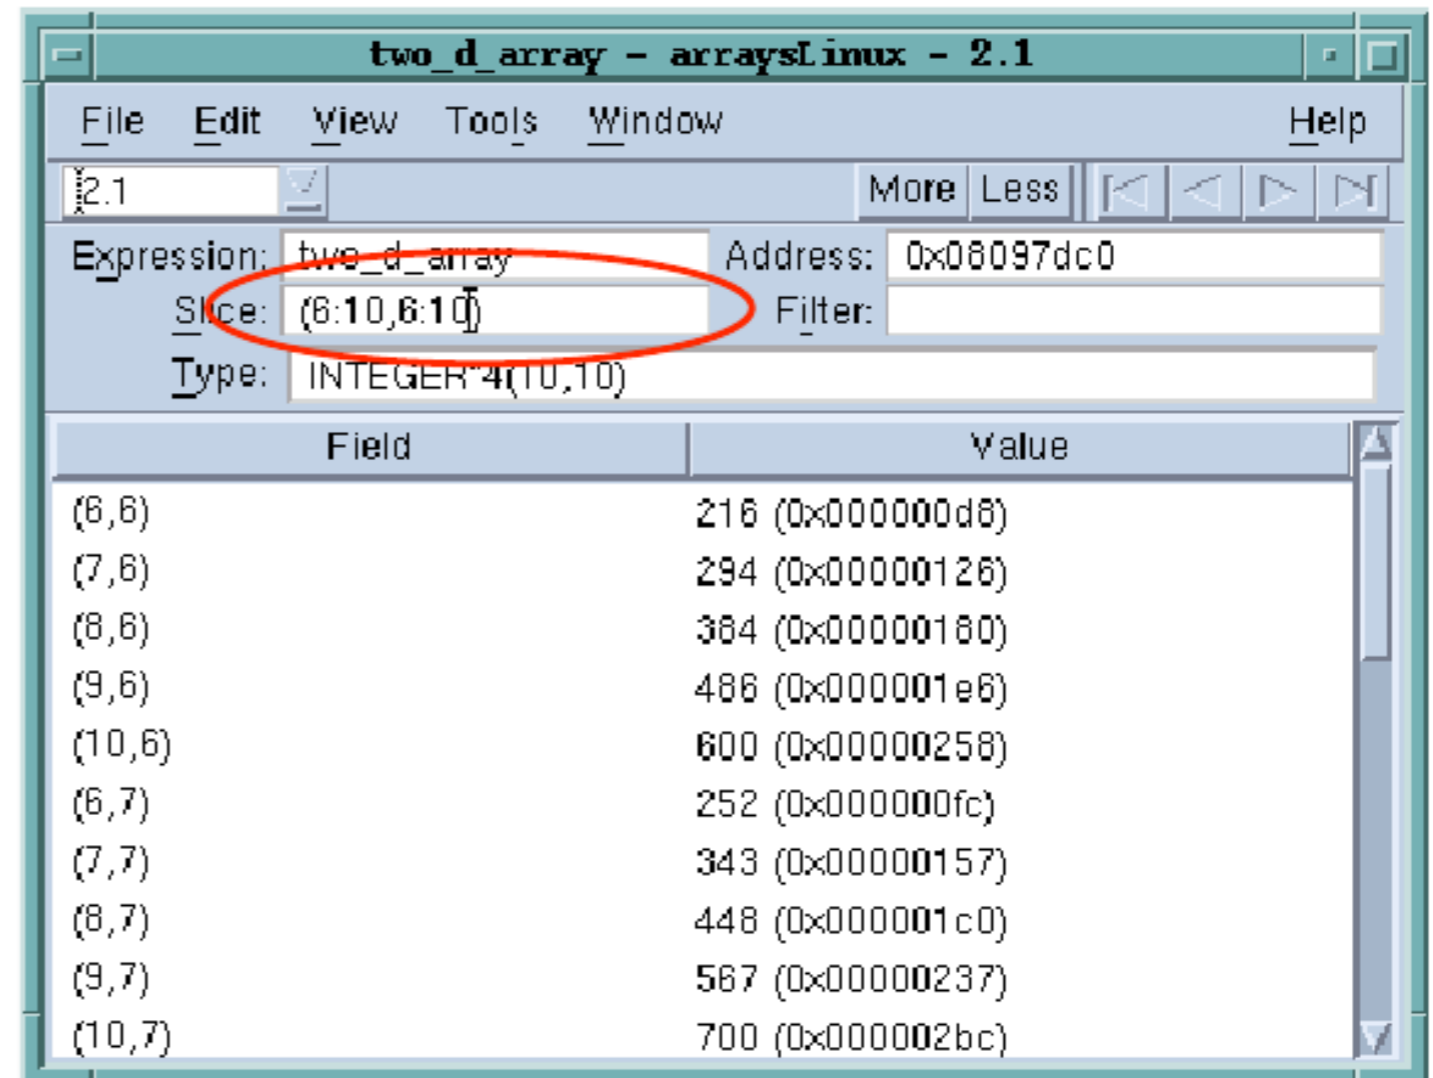 two_d_array - arraysLinux - 2.1
File Edit View Tools Window Help
2.1 More Less
Expression: two_d_array Address: 0x08097dc0
Slice: (6:10,6:10) Filter:
Type: INTEGER*4(10,10)
Field Value
(6,6) 216 (0x000000d8)
(7,6) 294 (0x00000126)
(8,6) 384 (0x00000180)
(9,6) 486 (0x000001e6)
(10,6) 600 (0x00000258)
(6,7) 252 (0x000000fc)
(7,7) 343 (0x00000157)
(8,7) 448 (0x000001c0)
(9,7) 567 (0x00000237)
(10,7) 700 (0x000002bc)